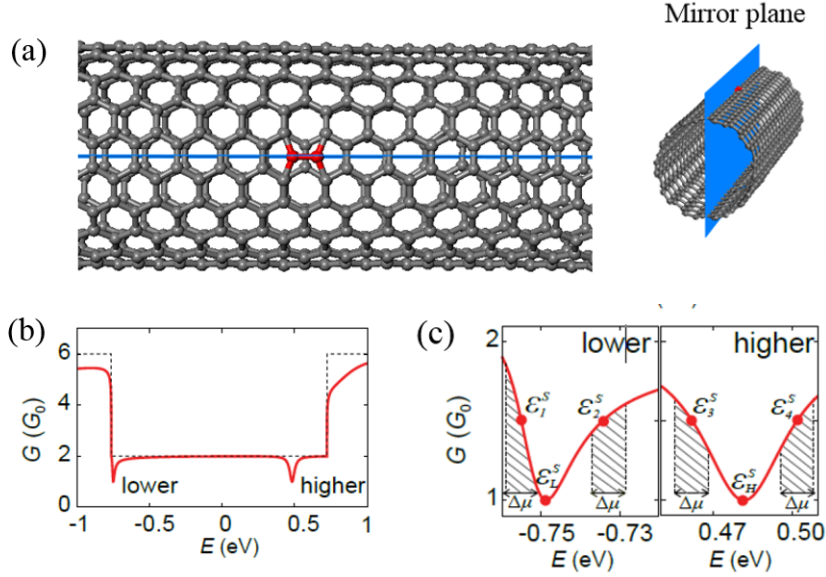 Mirror plane
(a)
(b)
(c)
G (G₀)
6
4
2
0
lower
higher
-1
-0.5
0
0.5
1
E (eV)
G (G₀)
2
1
lower
higher
ε₁ˢ
ε₂ˢ
ε₃ˢ
ε₄ˢ
ε_Lˢ
ε_Hˢ
Δμ
Δμ
Δμ
Δμ
-0.75
-0.73
0.47
0.50
E (eV)
E (eV)